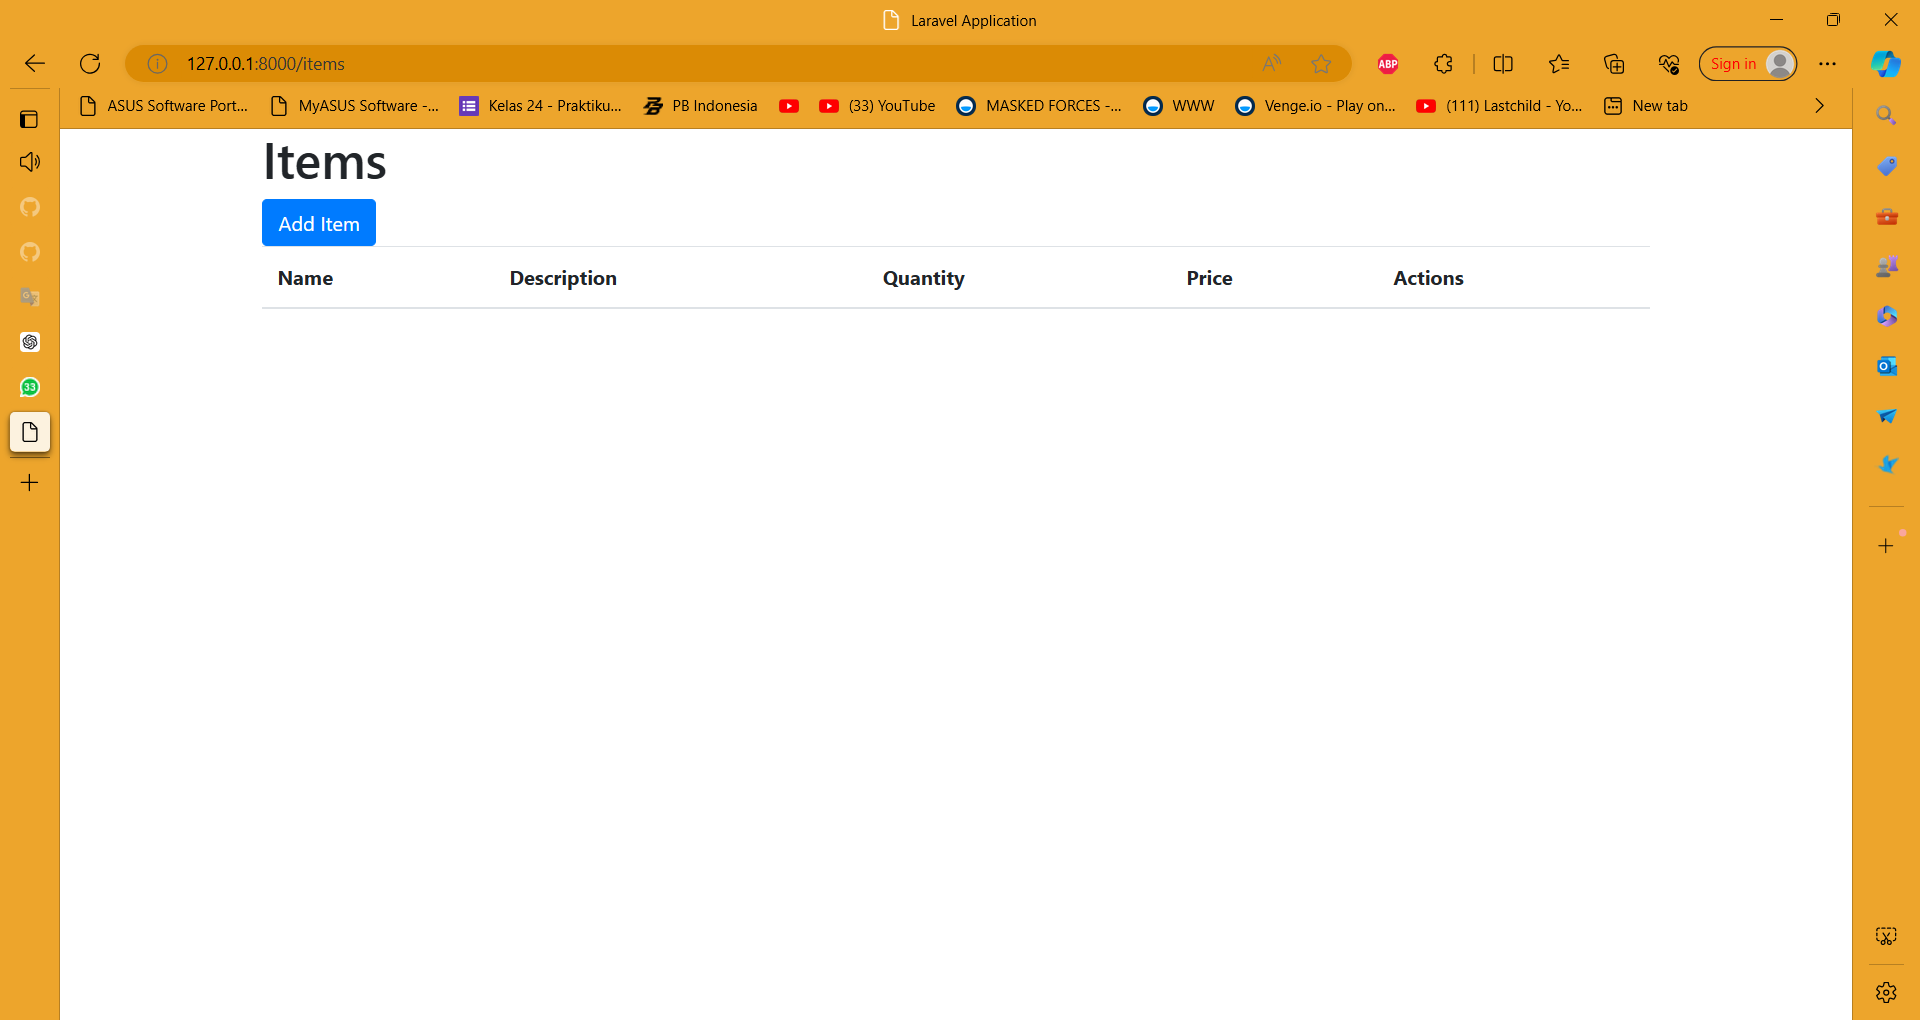 Laravel Application
127.0.0.1:8000/items
ABP
Sign in
ASUS Software Port...
MyASUS Software -...
Kelas 24 - Praktiku...
PB Indonesia
(33) YouTube
MASKED FORCES -...
WWW
Venge.io - Play on...
(111) Lastchild - Yo...
New tab
33
Items
Add Item
Name Description Quantity Price Actions